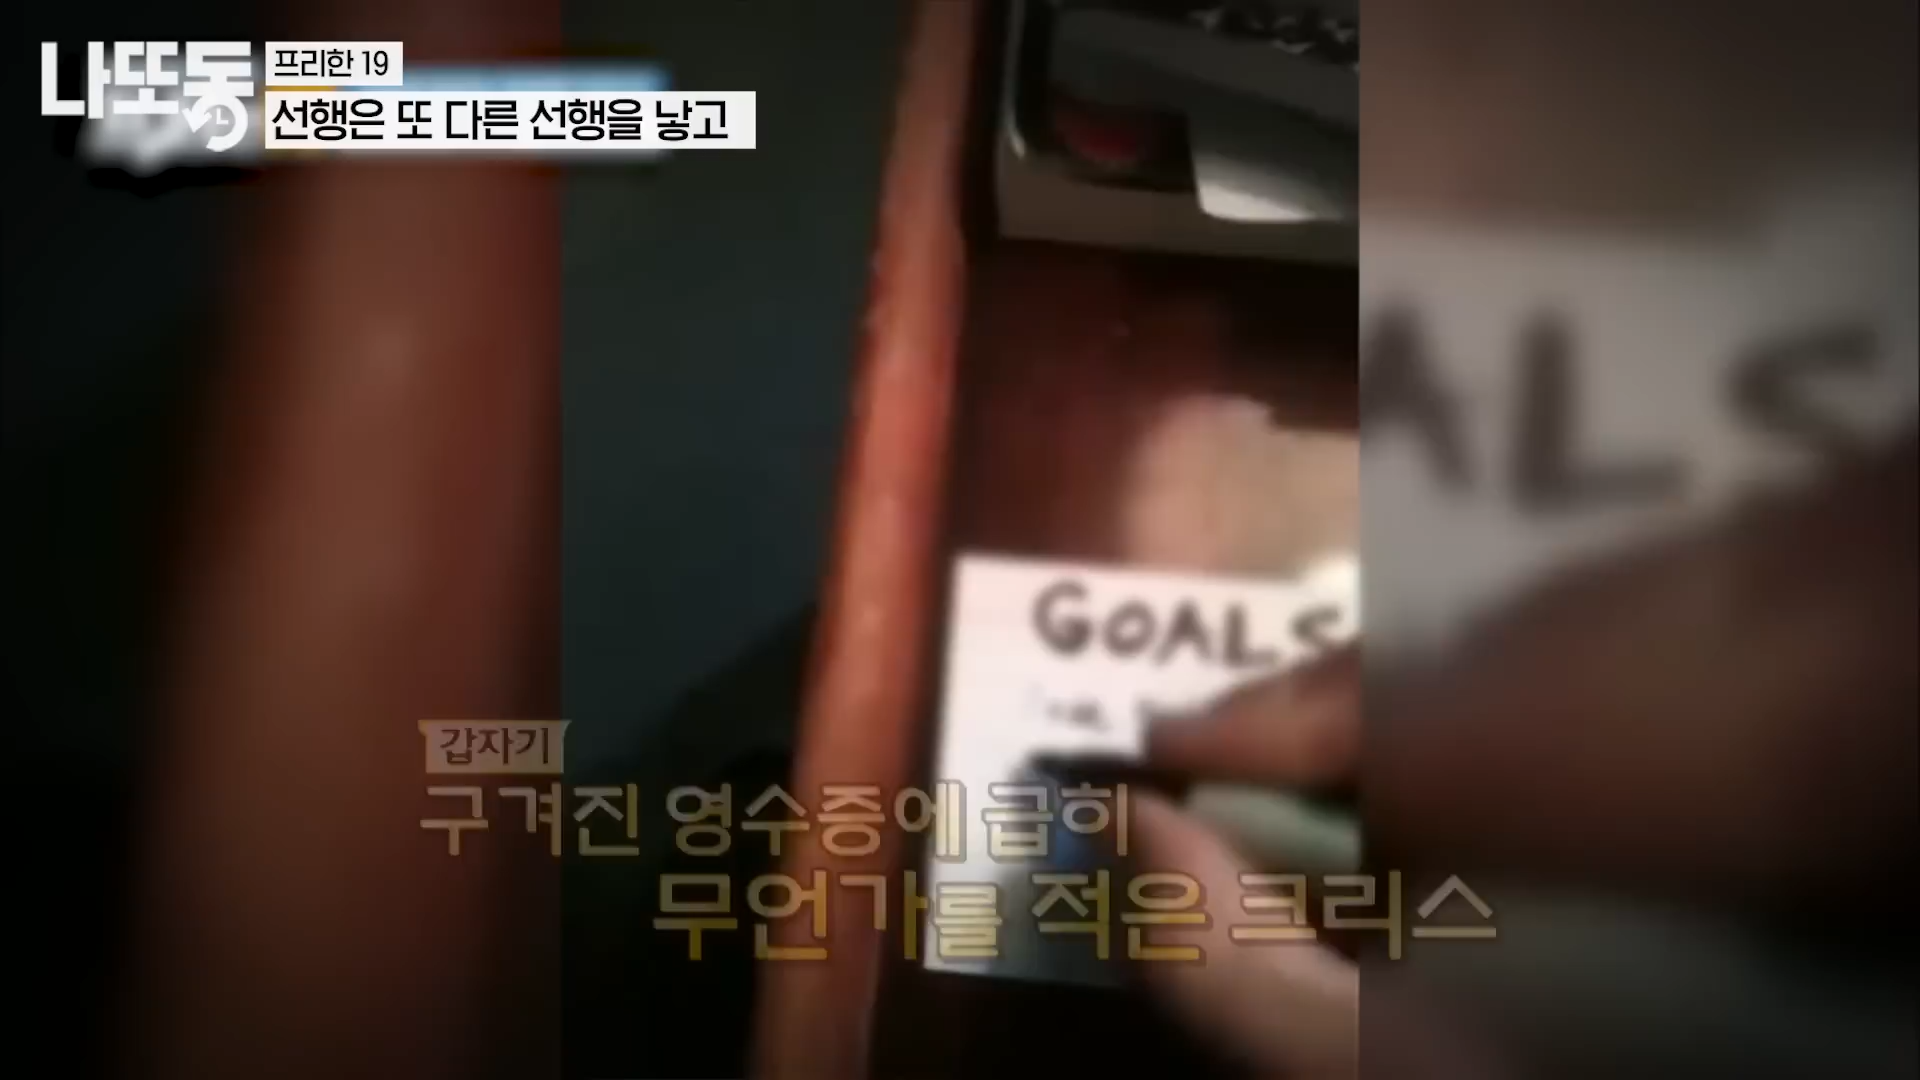 나또동
프리한 19
선행은 또 다른 선행을 낳고
GOALS
ALS
갑자기
구겨진 영수증에 급히
무언가를 적은 크리스